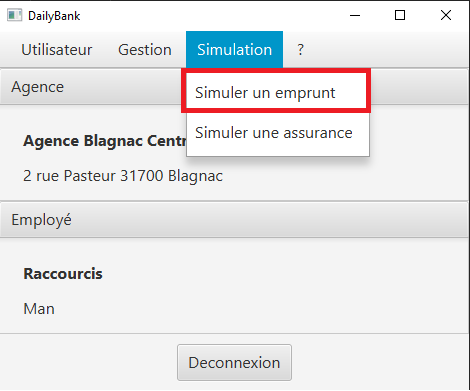 DailyBank
Utilisateur Gestion Simulation ?
Agence
Simuler un emprunt
Simuler une assurance
Agence Blagnac Centr
2 rue Pasteur 31700 Blagnac
Employé
Raccourcis
Man
Deconnexion